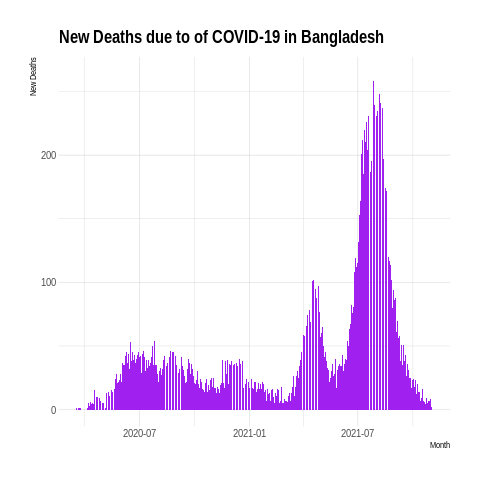 New Deaths due to of COVID-19 in Bangladesh
New Deaths
200
100
0
2020-07
2021-01
2021-07
Month